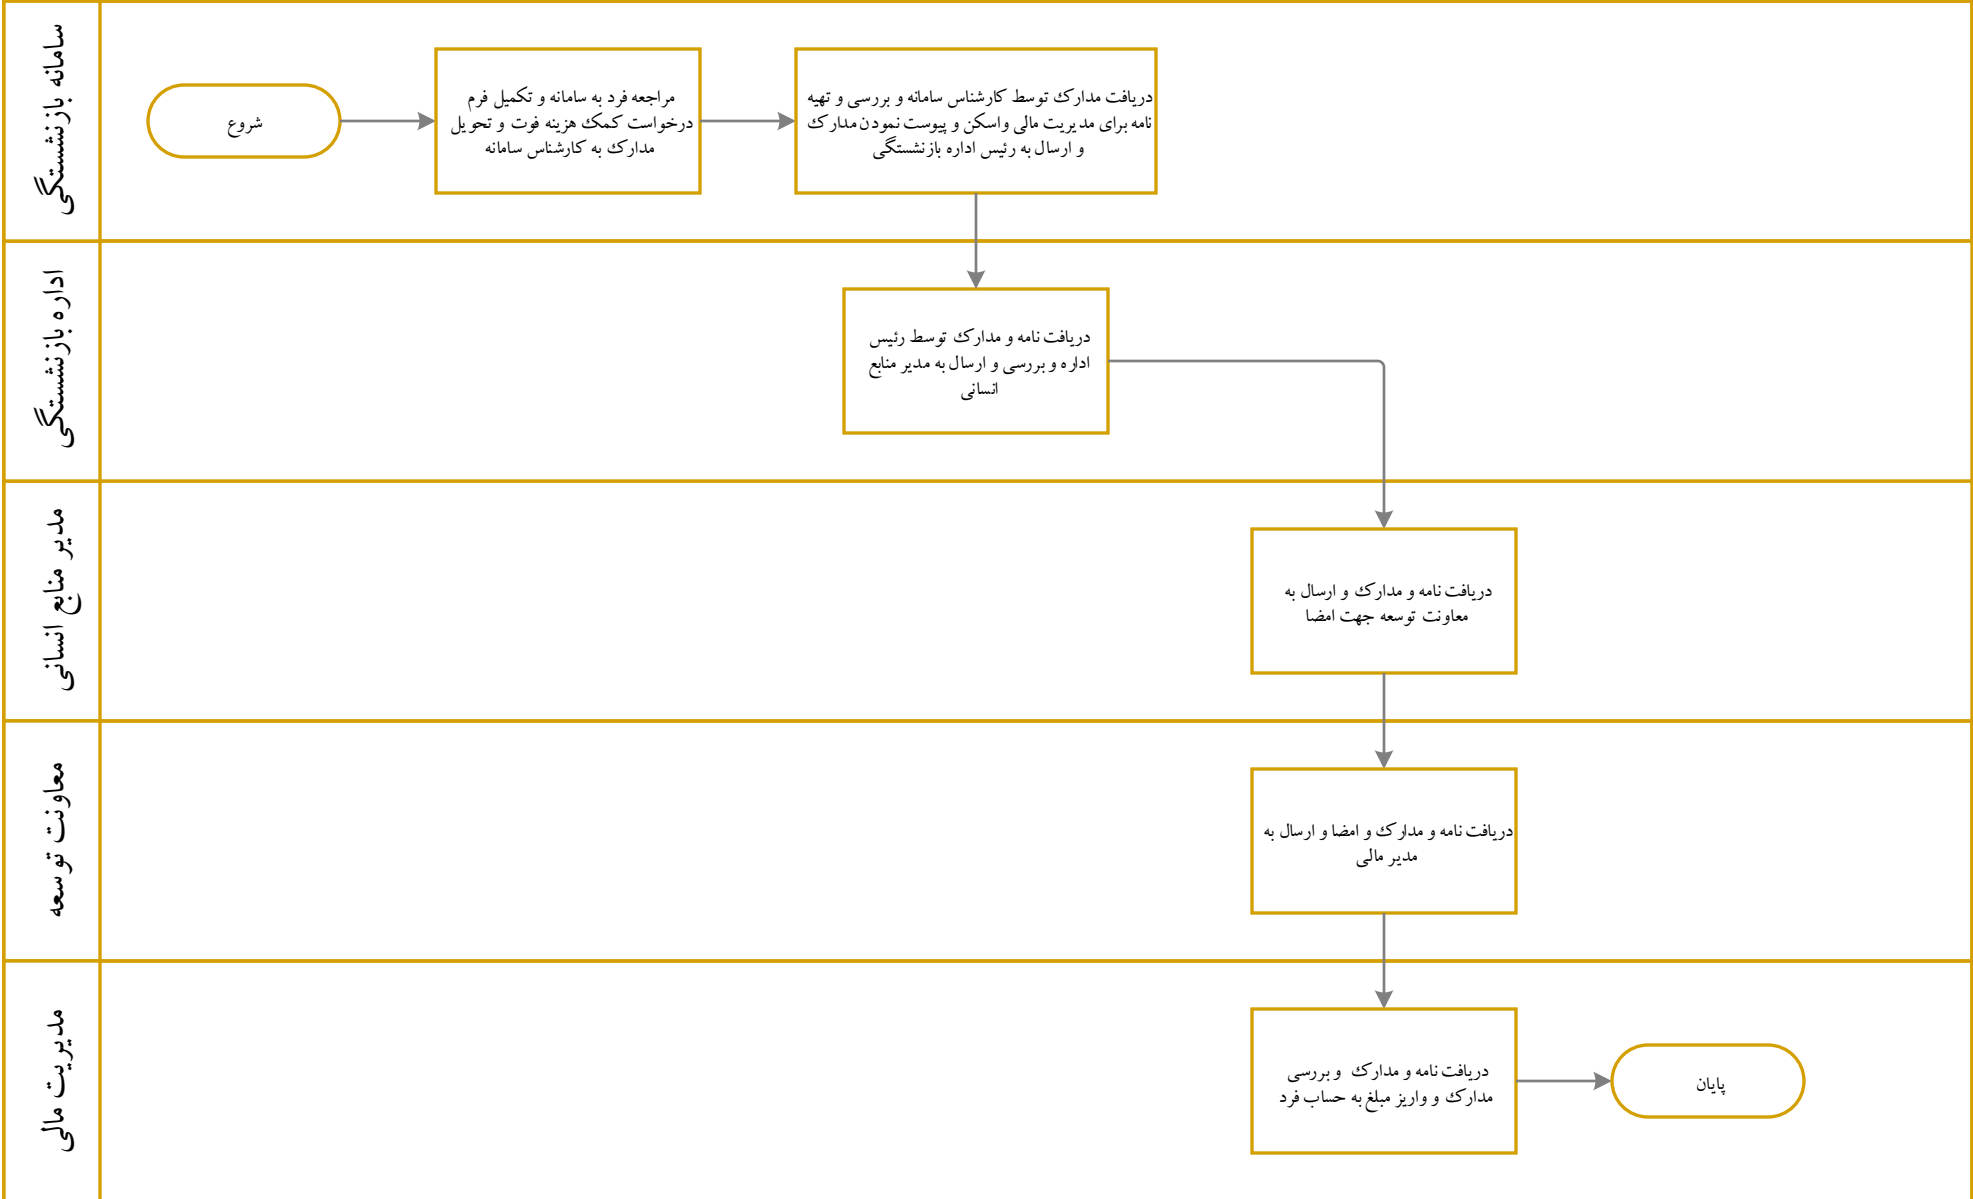 سامانه بازنشستگی
شروع
مراجعه فرد به سامانه و تکمیل فرم
درخواست کمک هزینه فوت و تحویل
مدارک به کارشناس سامانه
دریافت مدارک توسط کارشناس سامانه و بررسی و تهیه
نامه برای مدیریت مالی واسکن و پیوست نمودن مدارک
و ارسال به رئیس اداره بازنشستگی
اداره بازنشستگی
دریافت نامه و مدارک توسط رئیس
اداره و بررسی و ارسال به مدیر منابع
انسانی
مدیر منابع انسانی
دریافت نامه و مدارک و ارسال به
معاونت توسعه جهت امضا
معاونت توسعه
دریافت نامه و مدارک و امضا و ارسال به
مدیر مالی
مدیریت مالی
دریافت نامه و مدارک و بررسی
مدارک و واریز مبلغ به حساب فرد
پایان